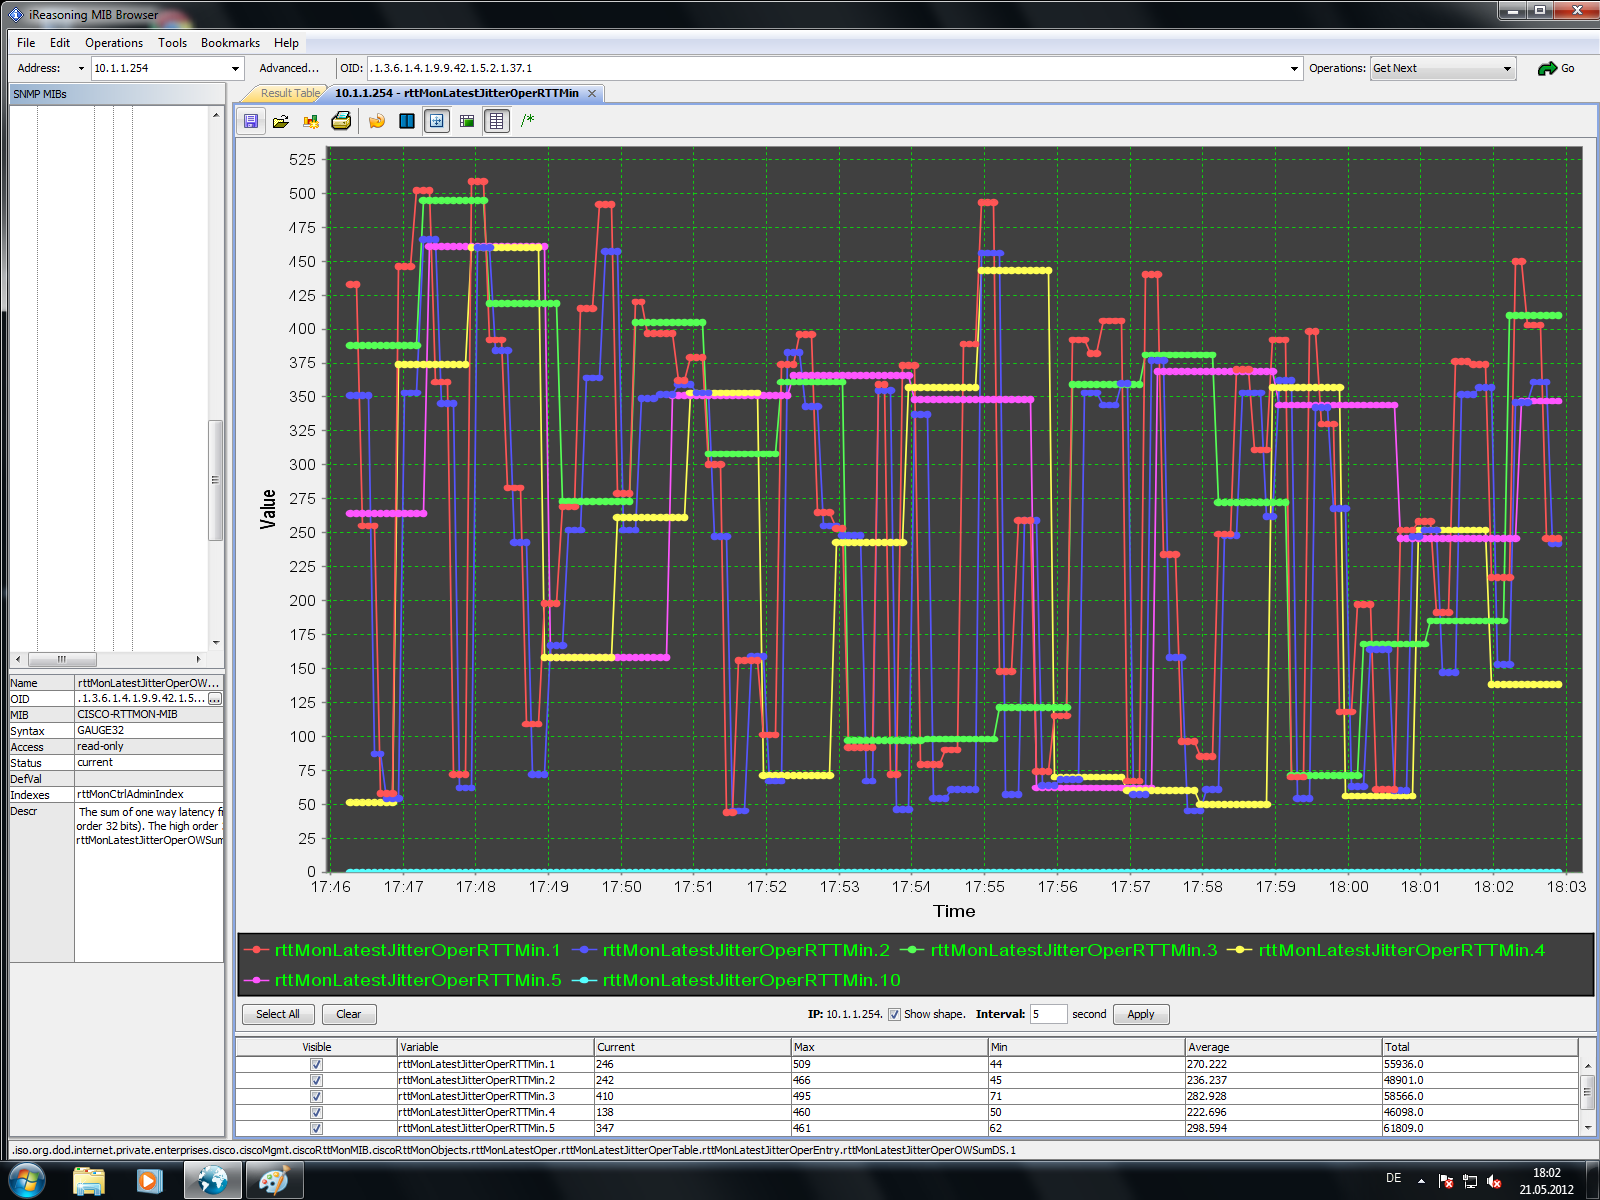 iReasoning MIB Browser
File Edit Operations Tools Bookmarks Help
Address: 10.1.1.254 Advanced... OID: .1.3.6.1.4.1.9.9.42.1.5.2.1.37.1 Operations: Get Next Go
SNMP MIBs
Result Table 10.1.1.254 - rttMonLatestJitterOperRTTMin
/*
525
500
475
450
425
400
375
350
325
300
275
250
225
200
175
150
125
100
75
50
25
0
Value
17:46 17:47 17:48 17:49 17:50 17:51 17:52 17:53 17:54 17:55 17:56 17:57 17:58 17:59 18:00 18:01 18:02 18:03
Time
rttMonLatestJitterOperRTTMin.1 rttMonLatestJitterOperRTTMin.2 rttMonLatestJitterOperRTTMin.3 rttMonLatestJitterOperRTTMin.4
rttMonLatestJitterOperRTTMin.5 rttMonLatestJitterOperRTTMin.10
Name rttMonLatestJitterOperOW...
OID .1.3.6.1.4.1.9.9.42.1.5... ...
MIB CISCO-RTTMON-MIB
Syntax GAUGE32
Access read-only
Status current
DefVal
Indexes rttMonCtrlAdminIndex
Descr The sum of one way latency f
order 32 bits). The high order
rttMonLatestJitterOperOWSum
Select All Clear IP: 10.1.1.254. Show shape. Interval: 5 second Apply
Visible Variable Current Max Min Average Total
rttMonLatestJitterOperRTTMin.1 246 509 44 270.222 55936.0
rttMonLatestJitterOperRTTMin.2 242 466 45 236.237 48901.0
rttMonLatestJitterOperRTTMin.3 410 495 71 282.928 58566.0
rttMonLatestJitterOperRTTMin.4 138 460 50 222.696 46098.0
rttMonLatestJitterOperRTTMin.5 347 461 62 298.594 61809.0
.iso.org.dod.internet.private.enterprises.cisco.ciscoMgmt.ciscoRttMonMIB.ciscoRttMonObjects.rttMonLatestOper.rttMonLatestJitterOperTable.rttMonLatestJitterOperEntry.rttMonLatestJitterOperOWSumDS.1
DE 18:02
21.05.2012